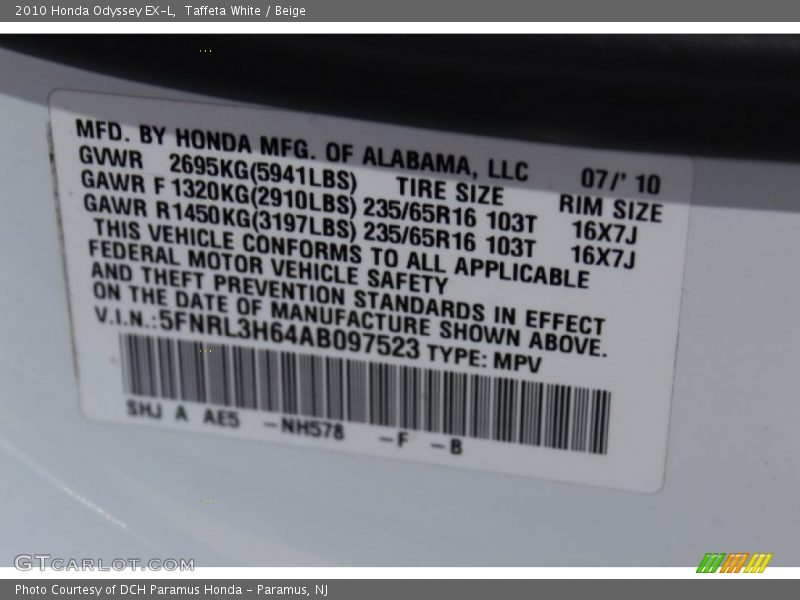 2010 Honda Odyssey EX-L,  Taffeta White / Beige
MFD. BY HONDA MFG. OF ALABAMA, LLC 07/' 10
GVWR 2695KG(5941LBS) TIRE SIZE RIM SIZE
GAWR F 1320KG(2910LBS) 235/65R16 103T 16X7J
GAWR R 1450KG(3197LBS) 235/65R16 103T 16X7J
THIS VEHICLE CONFORMS TO ALL APPLICABLE
FEDERAL MOTOR VEHICLE SAFETY
AND THEFT PREVENTION STANDARDS IN EFFECT
ON THE DATE OF MANUFACTURE SHOWN ABOVE.
V.I.N.:5FNRL3H64AB097523 TYPE: MPV
SHJ A AE5 -NH578 -F -B
GTCARLOT.COM
Photo Courtesy of DCH Paramus Honda - Paramus, NJ